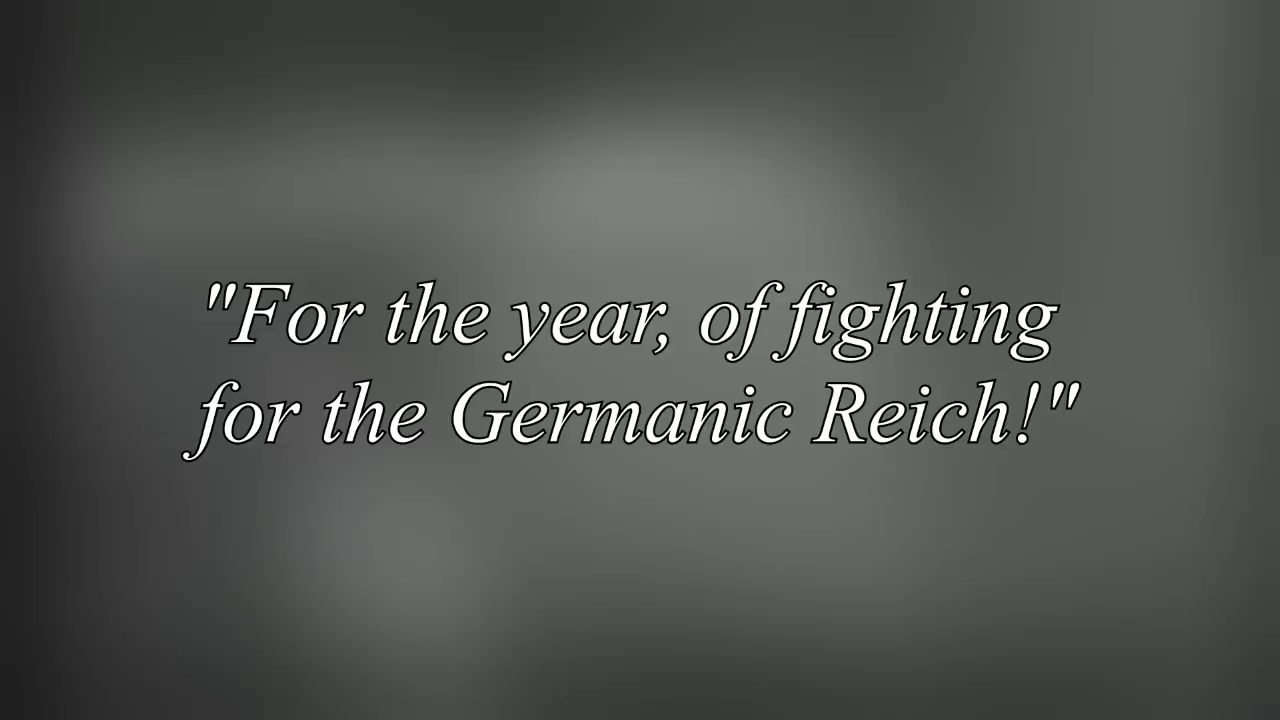 "For the year, of fighting
for the Germanic Reich!"